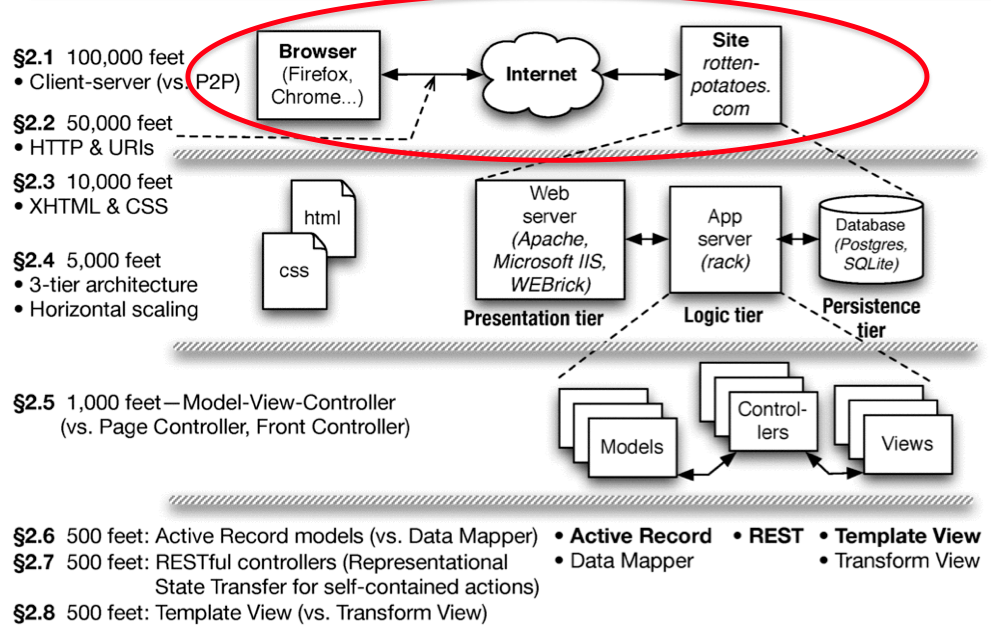 §2.1 100,000 feet
• Client-server (vs. P2P)
§2.2 50,000 feet
• HTTP & URIs
Browser
(Firefox,
Chrome...)
Internet
Site
rotten-
potatoes.
com
§2.3 10,000 feet
• XHTML & CSS
§2.4 5,000 feet
• 3-tier architecture
• Horizontal scaling
html
css
Web
server
(Apache,
Microsoft IIS,
WEBrick)
Presentation tier
App
server
(rack)
Logic tier
Database
(Postgres,
SQLite)
Persistence
tier
§2.5 1,000 feet—Model-View-Controller
(vs. Page Controller, Front Controller)
Models
Control-
lers
Views
§2.6 500 feet: Active Record models (vs. Data Mapper)
§2.7 500 feet: RESTful controllers (Representational
State Transfer for self-contained actions)
§2.8 500 feet: Template View (vs. Transform View)
• Active Record
• Data Mapper
• REST
• Template View
• Transform View